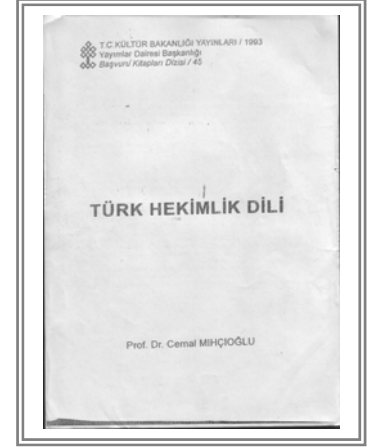 T.C.KÜLTÜR BAKANLIĞI YAYINLARI / 1993
Yayımlar Dairesi Başkanlığı
Başvuru Kitapları Dizisi / 45
TÜRK HEKİMLİK DİLİ
Prof. Dr. Cemal MIHÇIOĞLU